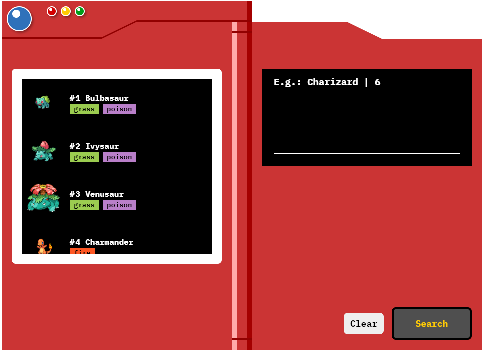 #1 Bulbasaur
grass poison
#2 Ivysaur
grass poison
#3 Venusaur
grass poison
#4 Charmander
fire
E.g.: Charizard | 6
Clear
Search